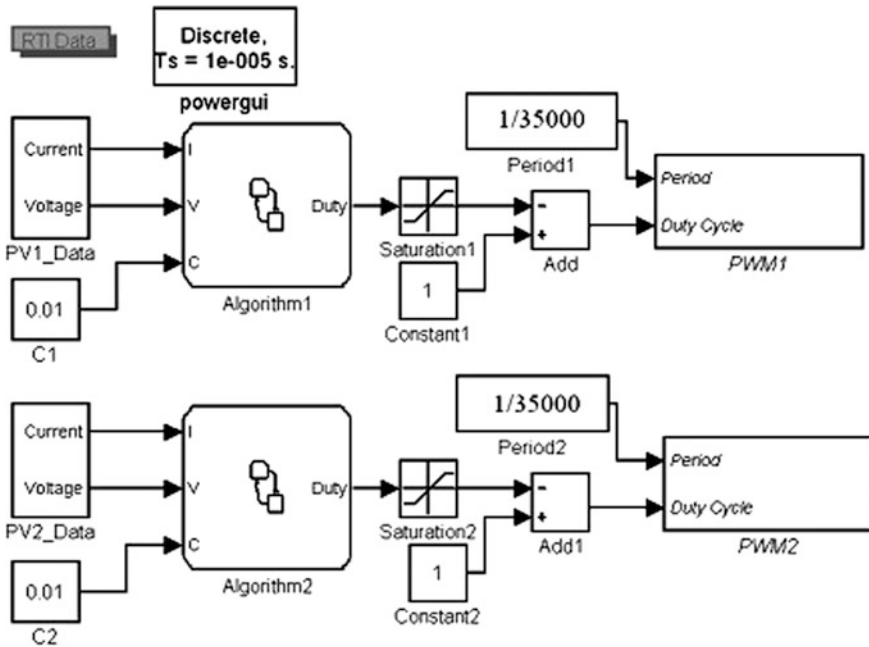 RTI Data
Discrete,
Ts = 1e-005 s.
powergui
Current
Voltage
PV1_Data
I
V
C
Duty
Algorithm1
0.01
C1
Saturation1
1
Constant1
1/35000
Period1
-
+
Add
Period
Duty Cycle
PWM1
Current
Voltage
PV2_Data
I
V
C
Duty
Algorithm2
0.01
C2
Saturation2
1
Constant2
1/35000
Period2
-
+
Add1
Period
Duty Cycle
PWM2